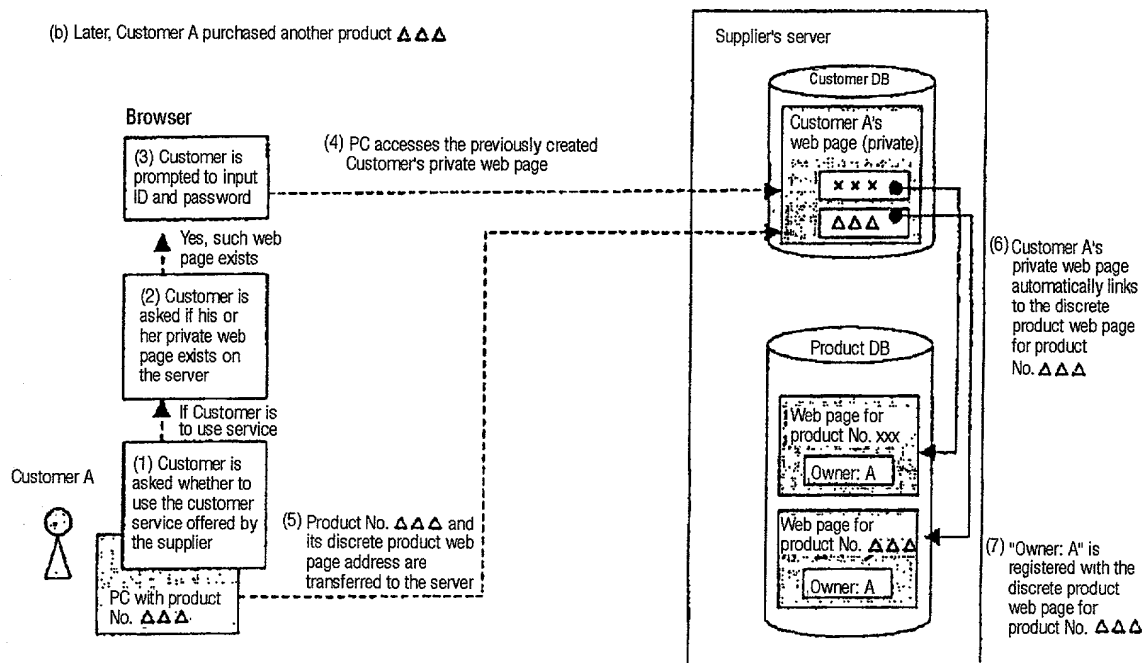 (b) Later, Customer A purchased another product △△△
Browser
(3) Customer is
prompted to input
ID and password
Yes, such web
page exists
(2) Customer is
asked if his or
her private web
page exists on
the server
If Customer is
to use service
(1) Customer is
asked whether to
use the customer
service offered by
the supplier
Customer A
PC with product
No. △△△
(4) PC accesses the previously created
Customer's private web page
(5) Product No. △△△ and
its discrete product web
page address are
transferred to the server
Supplier's server
Customer DB
Customer A's
web page (private)
× × ×
△△△
(6) Customer A's
private web page
automatically links
to the discrete
product web page
for product
No. △△△
Product DB
Web page for
product No. xxx
Owner: A
Web page for
product No. △△△
Owner: A
(7) "Owner: A" is
registered with the
discrete product
web page for
product No. △△△